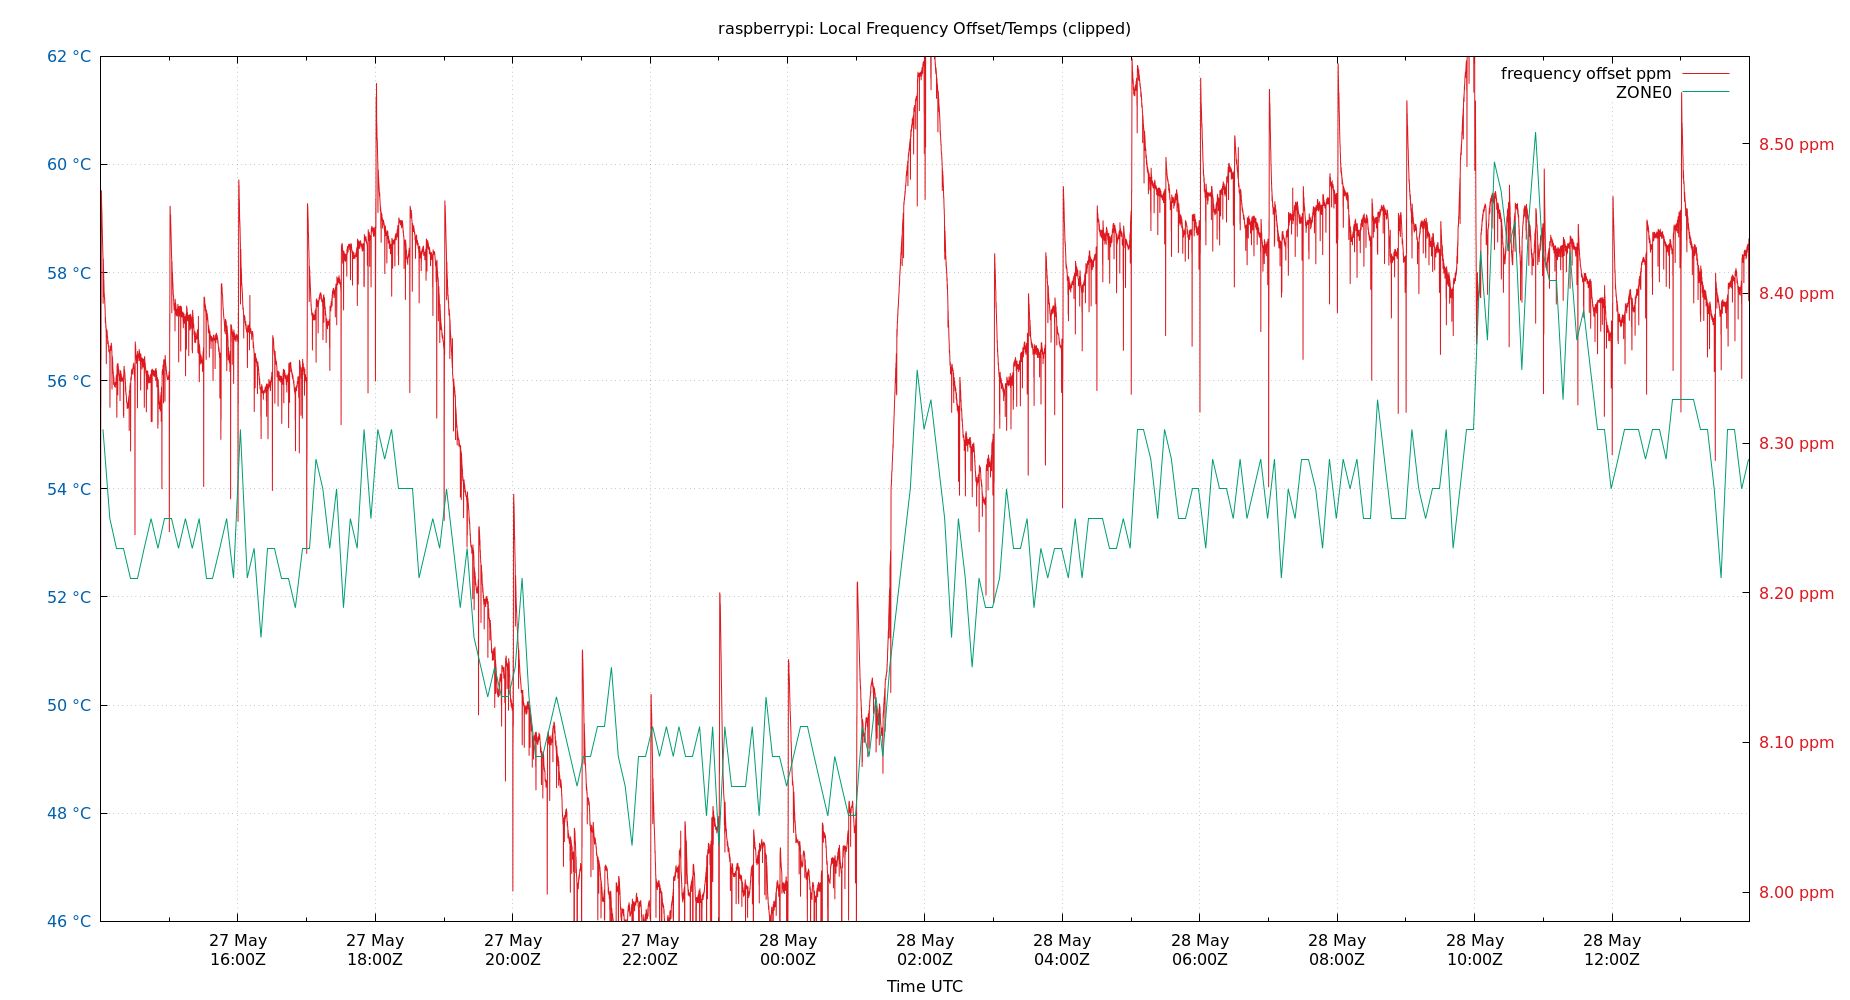 raspberrypi: Local Frequency Offset/Temps (clipped)
62 °C
60 °C
58 °C
56 °C
54 °C
52 °C
50 °C
48 °C
46 °C
frequency offset ppm
ZONE0
8.50 ppm
8.40 ppm
8.30 ppm
8.20 ppm
8.10 ppm
8.00 ppm
27 May
16:00Z
27 May
18:00Z
27 May
20:00Z
27 May
22:00Z
28 May
00:00Z
28 May
02:00Z
28 May
04:00Z
28 May
06:00Z
28 May
08:00Z
28 May
10:00Z
28 May
12:00Z
Time UTC